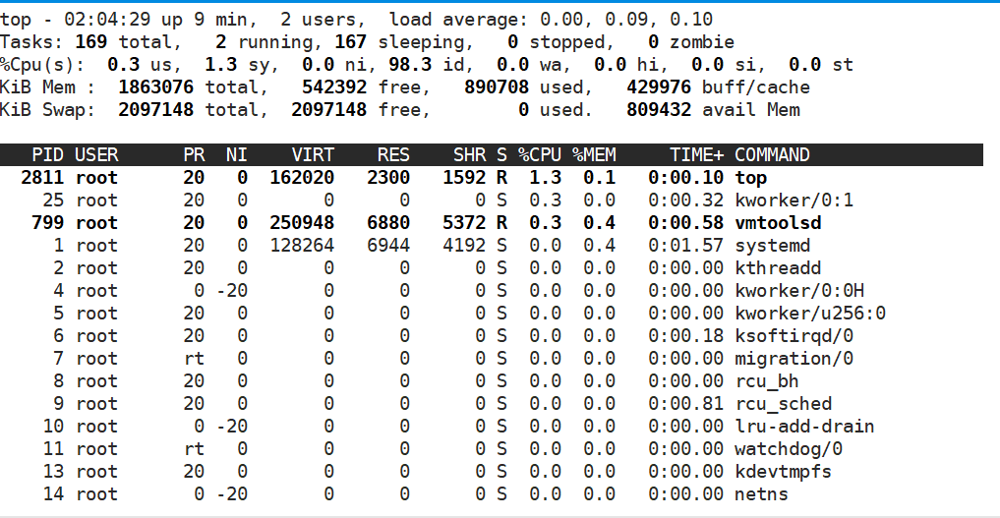 top - 02:04:29 up 9 min,  2 users,  load average: 0.00, 0.09, 0.10
Tasks: 169 total,   2 running, 167 sleeping,   0 stopped,   0 zombie
%Cpu(s):  0.3 us,  1.3 sy,  0.0 ni, 98.3 id,  0.0 wa,  0.0 hi,  0.0 si,  0.0 st
KiB Mem :  1863076 total,   542392 free,   890708 used,   429976 buff/cache
KiB Swap:  2097148 total,  2097148 free,        0 used.   809432 avail Mem
PID USER      PR  NI    VIRT    RES    SHR S %CPU %MEM     TIME+ COMMAND
2811 root      20   0  162020   2300   1592 R  1.3  0.1   0:00.10 top
25 root      20   0       0      0      0 S  0.3  0.0   0:00.32 kworker/0:1
799 root      20   0  250948   6880   5372 R  0.3  0.4   0:00.58 vmtoolsd
1 root      20   0  128264   6944   4192 S  0.0  0.4   0:01.57 systemd
2 root      20   0       0      0      0 S  0.0  0.0   0:00.00 kthreadd
4 root       0 -20       0      0      0 S  0.0  0.0   0:00.00 kworker/0:0H
5 root      20   0       0      0      0 S  0.0  0.0   0:00.00 kworker/u256:0
6 root      20   0       0      0      0 S  0.0  0.0   0:00.18 ksoftirqd/0
7 root      rt   0       0      0      0 S  0.0  0.0   0:00.00 migration/0
8 root      20   0       0      0      0 S  0.0  0.0   0:00.00 rcu_bh
9 root      20   0       0      0      0 S  0.0  0.0   0:00.81 rcu_sched
10 root       0 -20       0      0      0 S  0.0  0.0   0:00.00 lru-add-drain
11 root      rt   0       0      0      0 S  0.0  0.0   0:00.00 watchdog/0
13 root      20   0       0      0      0 S  0.0  0.0   0:00.00 kdevtmpfs
14 root       0 -20       0      0      0 S  0.0  0.0   0:00.00 netns